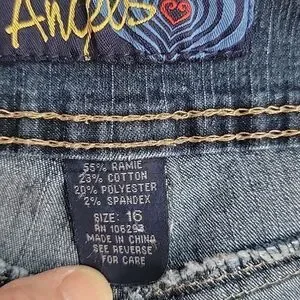 Angels
55% RAMIE
23% COTTON
20% POLYESTER
2% SPANDEX
SIZE: 16
RN 106293
MADE IN CHINA
SEE REVERSE
FOR CARE